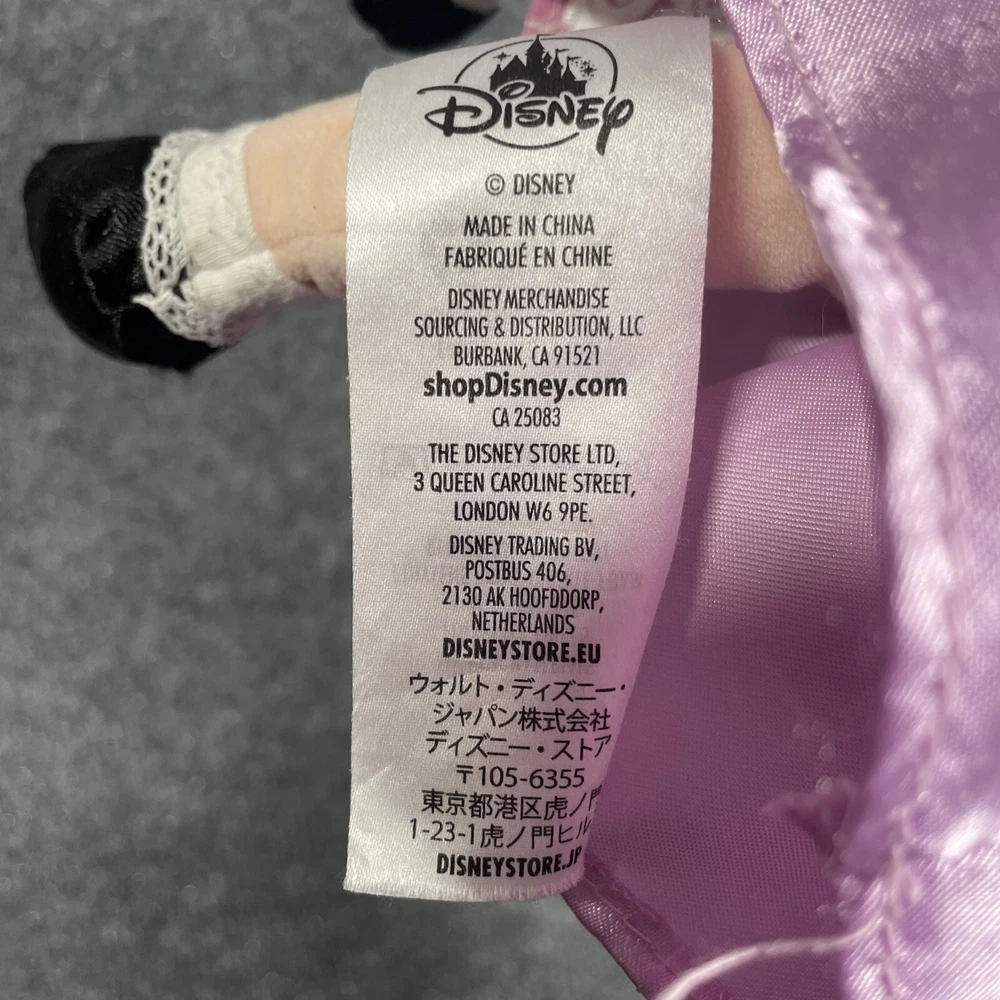 Disney
© DISNEY
MADE IN CHINA
FABRIQUÉ EN CHINE
DISNEY MERCHANDISE
SOURCING & DISTRIBUTION, LLC
BURBANK, CA 91521
shopDisney.com
CA 25083
THE DISNEY STORE LTD,
3 QUEEN CAROLINE STREET,
LONDON W6 9PE.
DISNEY TRADING BV,
POSTBUS 406,
2130 AK HOOFDDORP,
NETHERLANDS
DISNEYSTORE.EU
ウォルト・ディズニー・
ジャパン株式会社
ディズニー・ストア
〒105-6355
東京都港区虎ノ門
1-23-1虎ノ門ヒル
DISNEYSTORE.JP